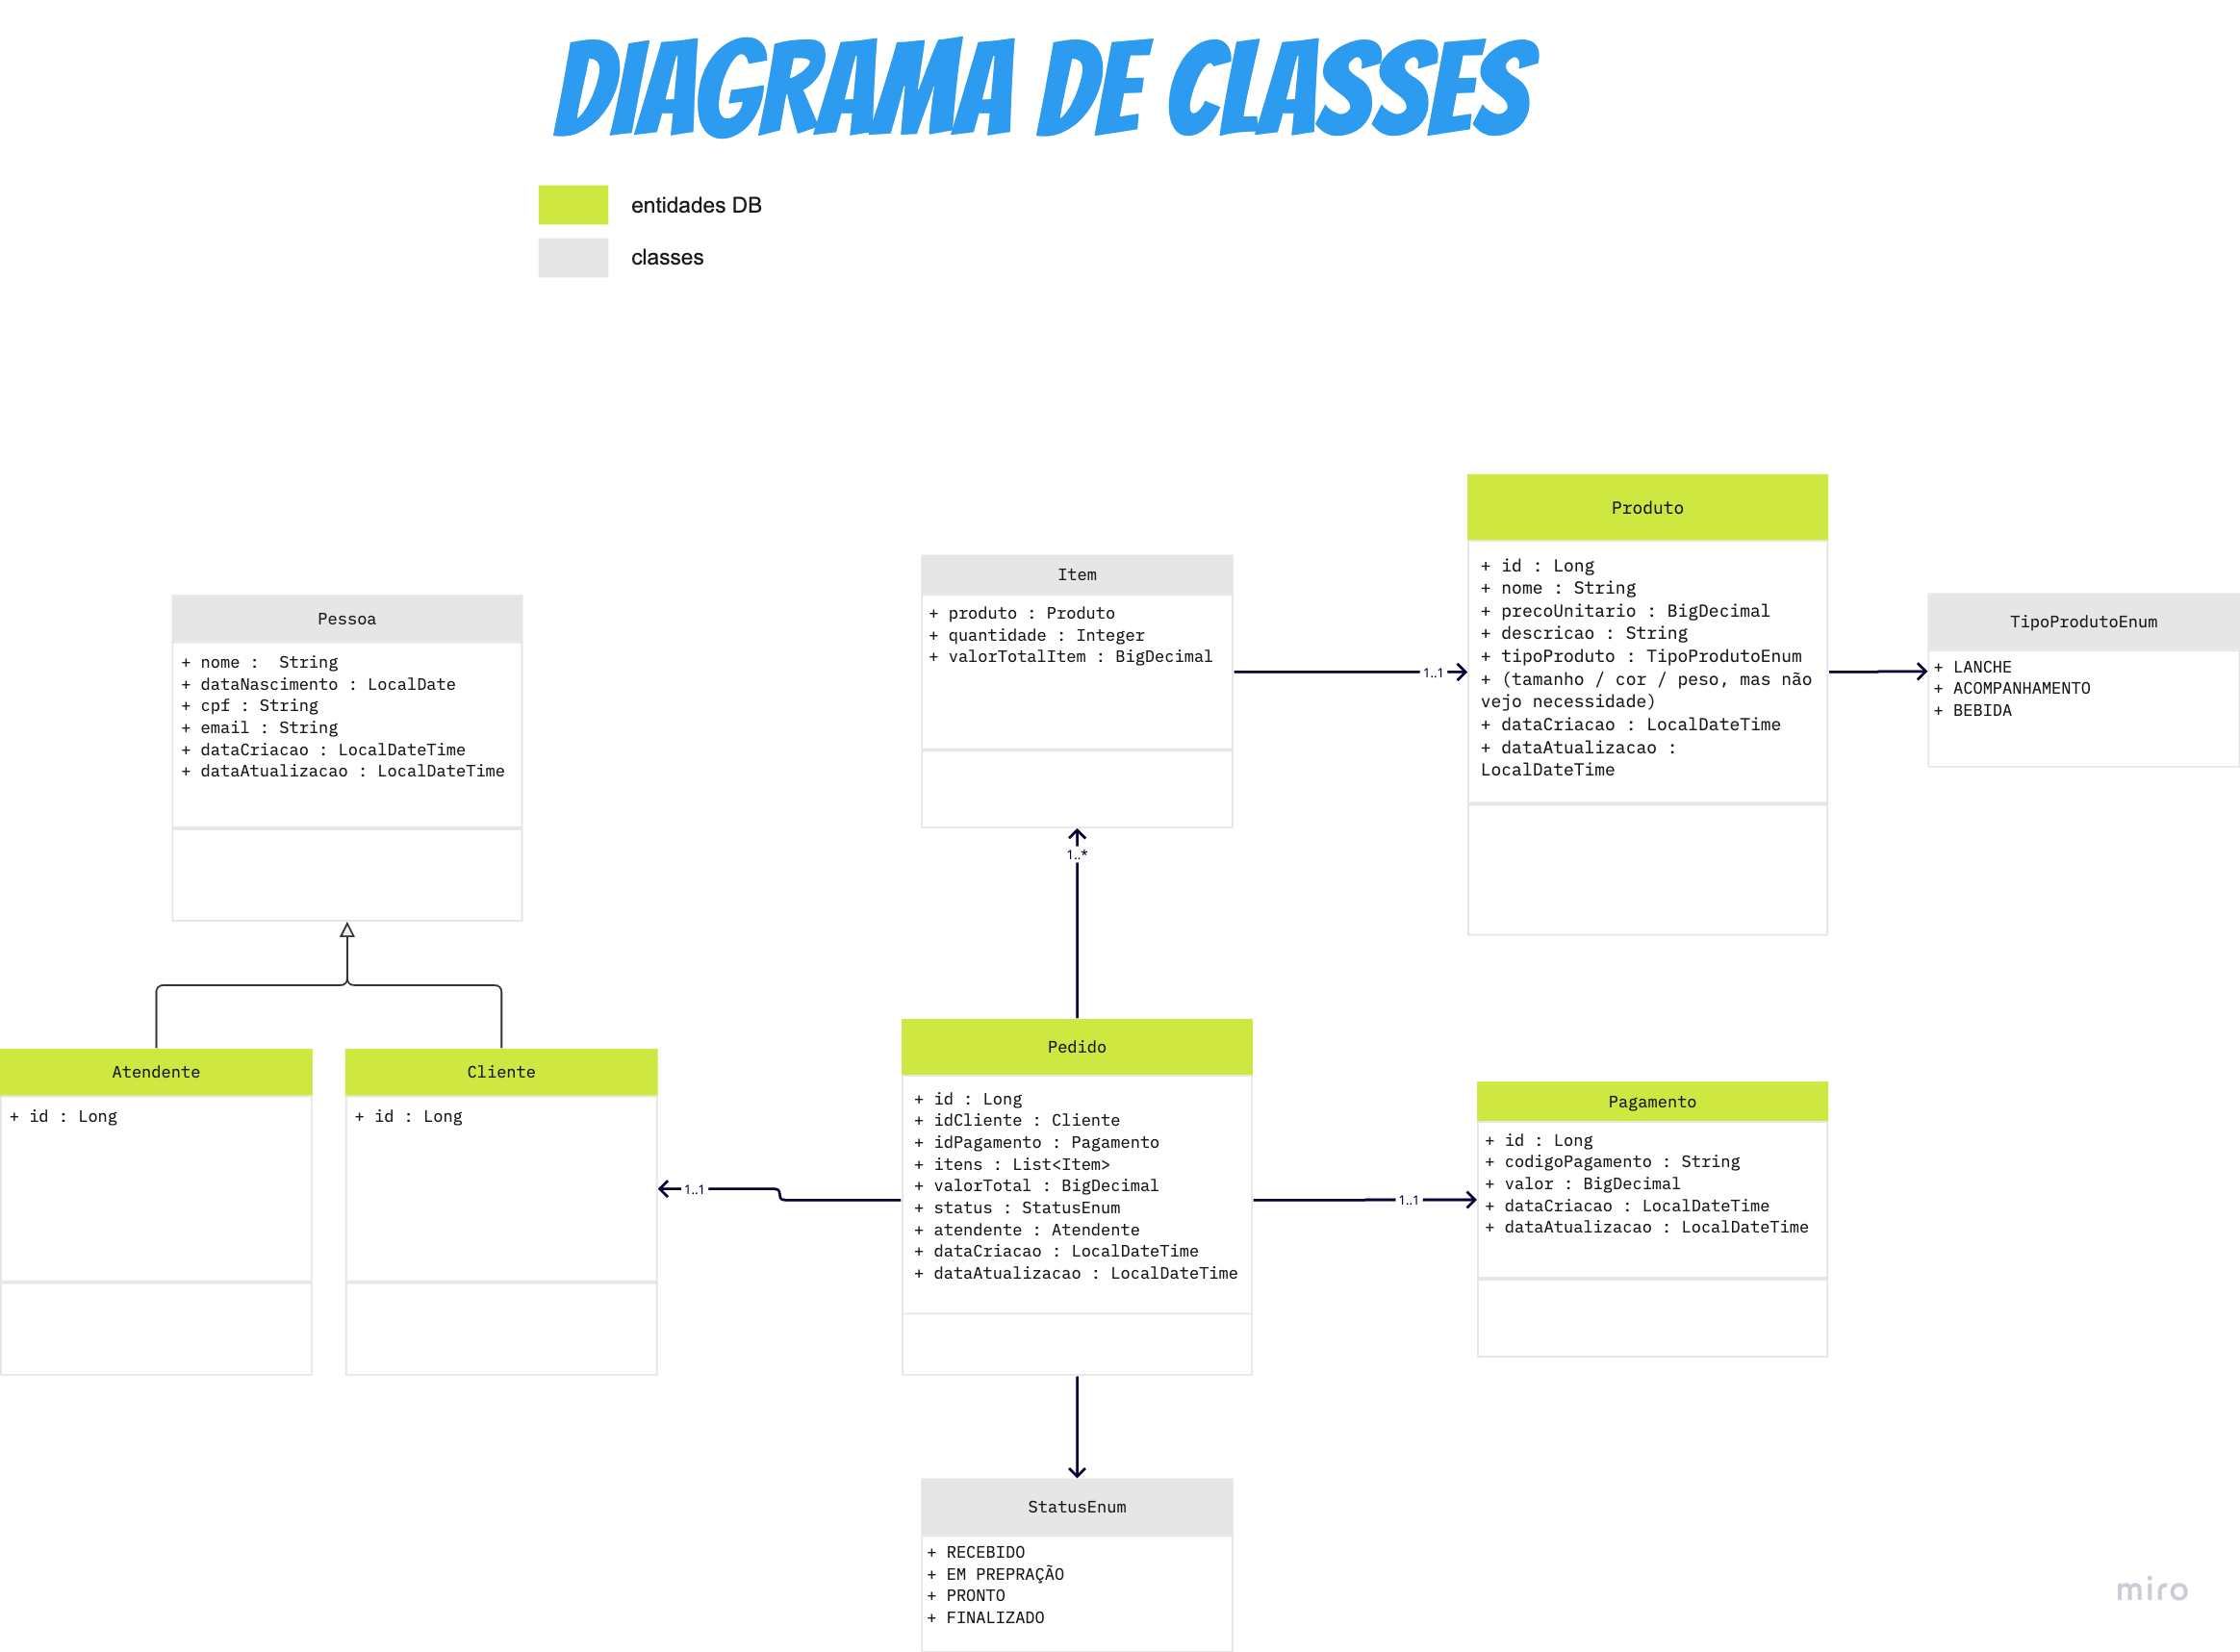 DIAGRAMA DE CLASSES
entidades DB
classes
Produto
+ id : Long
+ nome : String
+ precoUnitario : BigDecimal
+ descricao : String
+ tipoProduto : TipoProdutoEnum
+ (tamanho / cor / peso, mas não
vejo necessidade)
+ dataCriacao : LocalDateTime
+ dataAtualizacao :
LocalDateTime
Item
+ produto : Produto
+ quantidade : Integer
+ valorTotalItem : BigDecimal
1..1
TipoProdutoEnum
+ LANCHE
+ ACOMPANHAMENTO
+ BEBIDA
Pessoa
+ nome :  String
+ dataNascimento : LocalDate
+ cpf : String
+ email : String
+ dataCriacao : LocalDateTime
+ dataAtualizacao : LocalDateTime
1..*
Atendente
+ id : Long
Cliente
+ id : Long
1..1
Pedido
+ id : Long
+ idCliente : Cliente
+ idPagamento : Pagamento
+ itens : List<Item>
+ valorTotal : BigDecimal
+ status : StatusEnum
+ atendente : Atendente
+ dataCriacao : LocalDateTime
+ dataAtualizacao : LocalDateTime
1..1
Pagamento
+ id : Long
+ codigoPagamento : String
+ valor : BigDecimal
+ dataCriacao : LocalDateTime
+ dataAtualizacao : LocalDateTime
StatusEnum
+ RECEBIDO
+ EM PREPRAÇÃO
+ PRONTO
+ FINALIZADO
miro